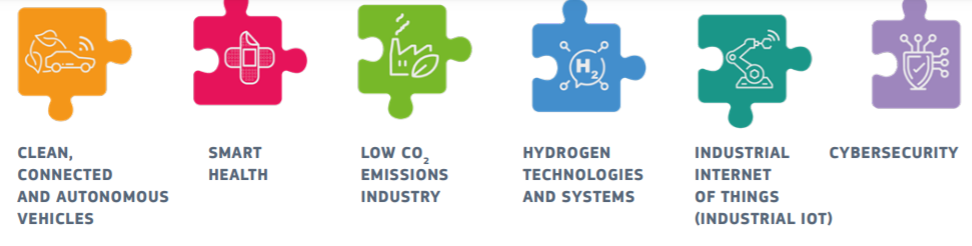 H₂
CLEAN,
CONNECTED
AND AUTONOMOUS
VEHICLES
SMART
HEALTH
LOW CO₂
EMISSIONS
INDUSTRY
HYDROGEN
TECHNOLOGIES
AND SYSTEMS
INDUSTRIAL
INTERNET
OF THINGS
(INDUSTRIAL IOT)
CYBERSECURITY